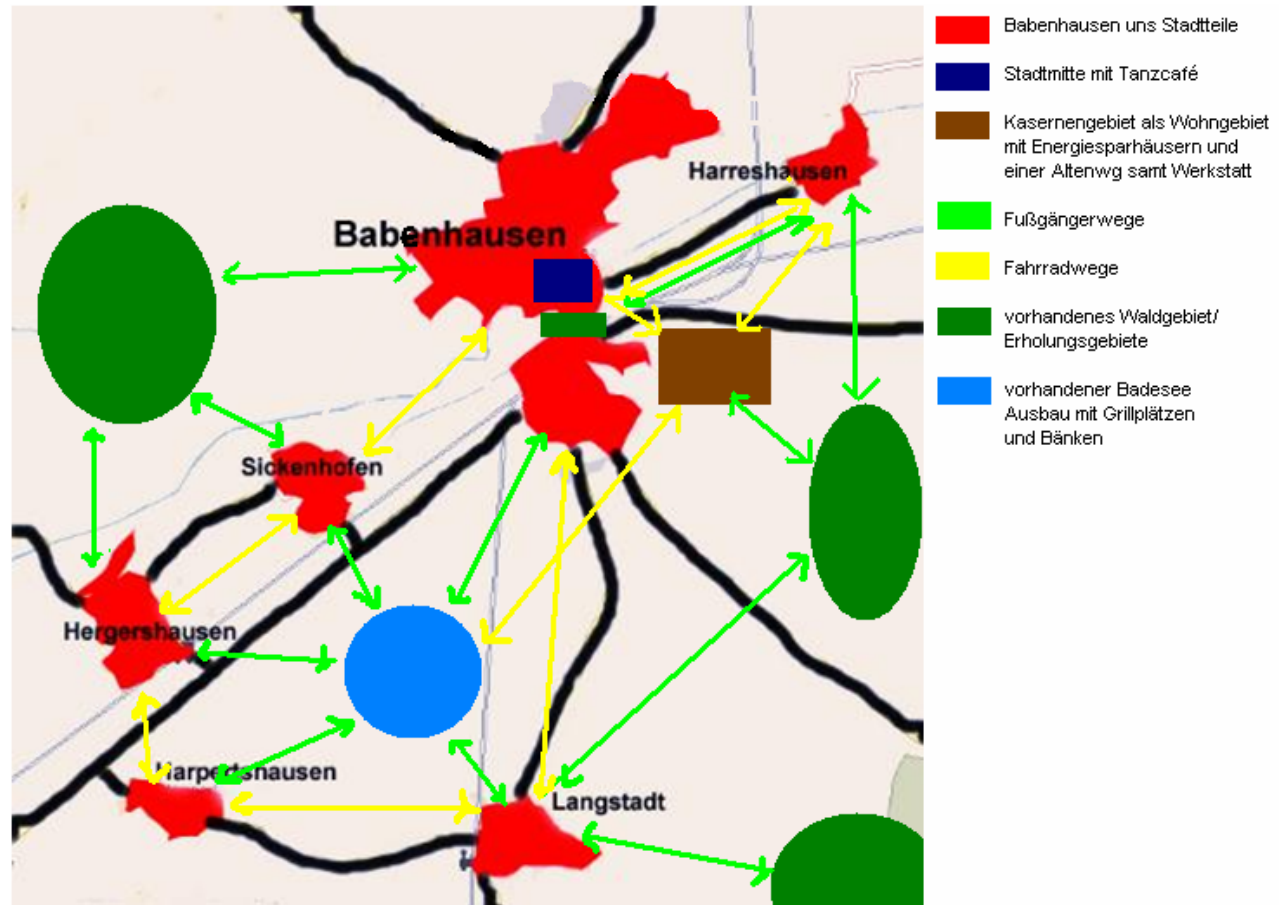 Babenhausen uns Stadtteile
Stadtmitte mit Tanzcafé
Kasernengebiet als Wohngebiet
mit Energiesparhäusern und
einer Altenwg samt Werkstatt
Fußgängerwege
Fahrradwege
vorhandenes Waldgebiet/
Erholungsgebiete
vorhandener Badesee
Ausbau mit Grillplätzen
und Bänken
Harreshausen
Babenhausen
Sickenhofen
Hergershausen
Harpertshausen
Langstadt